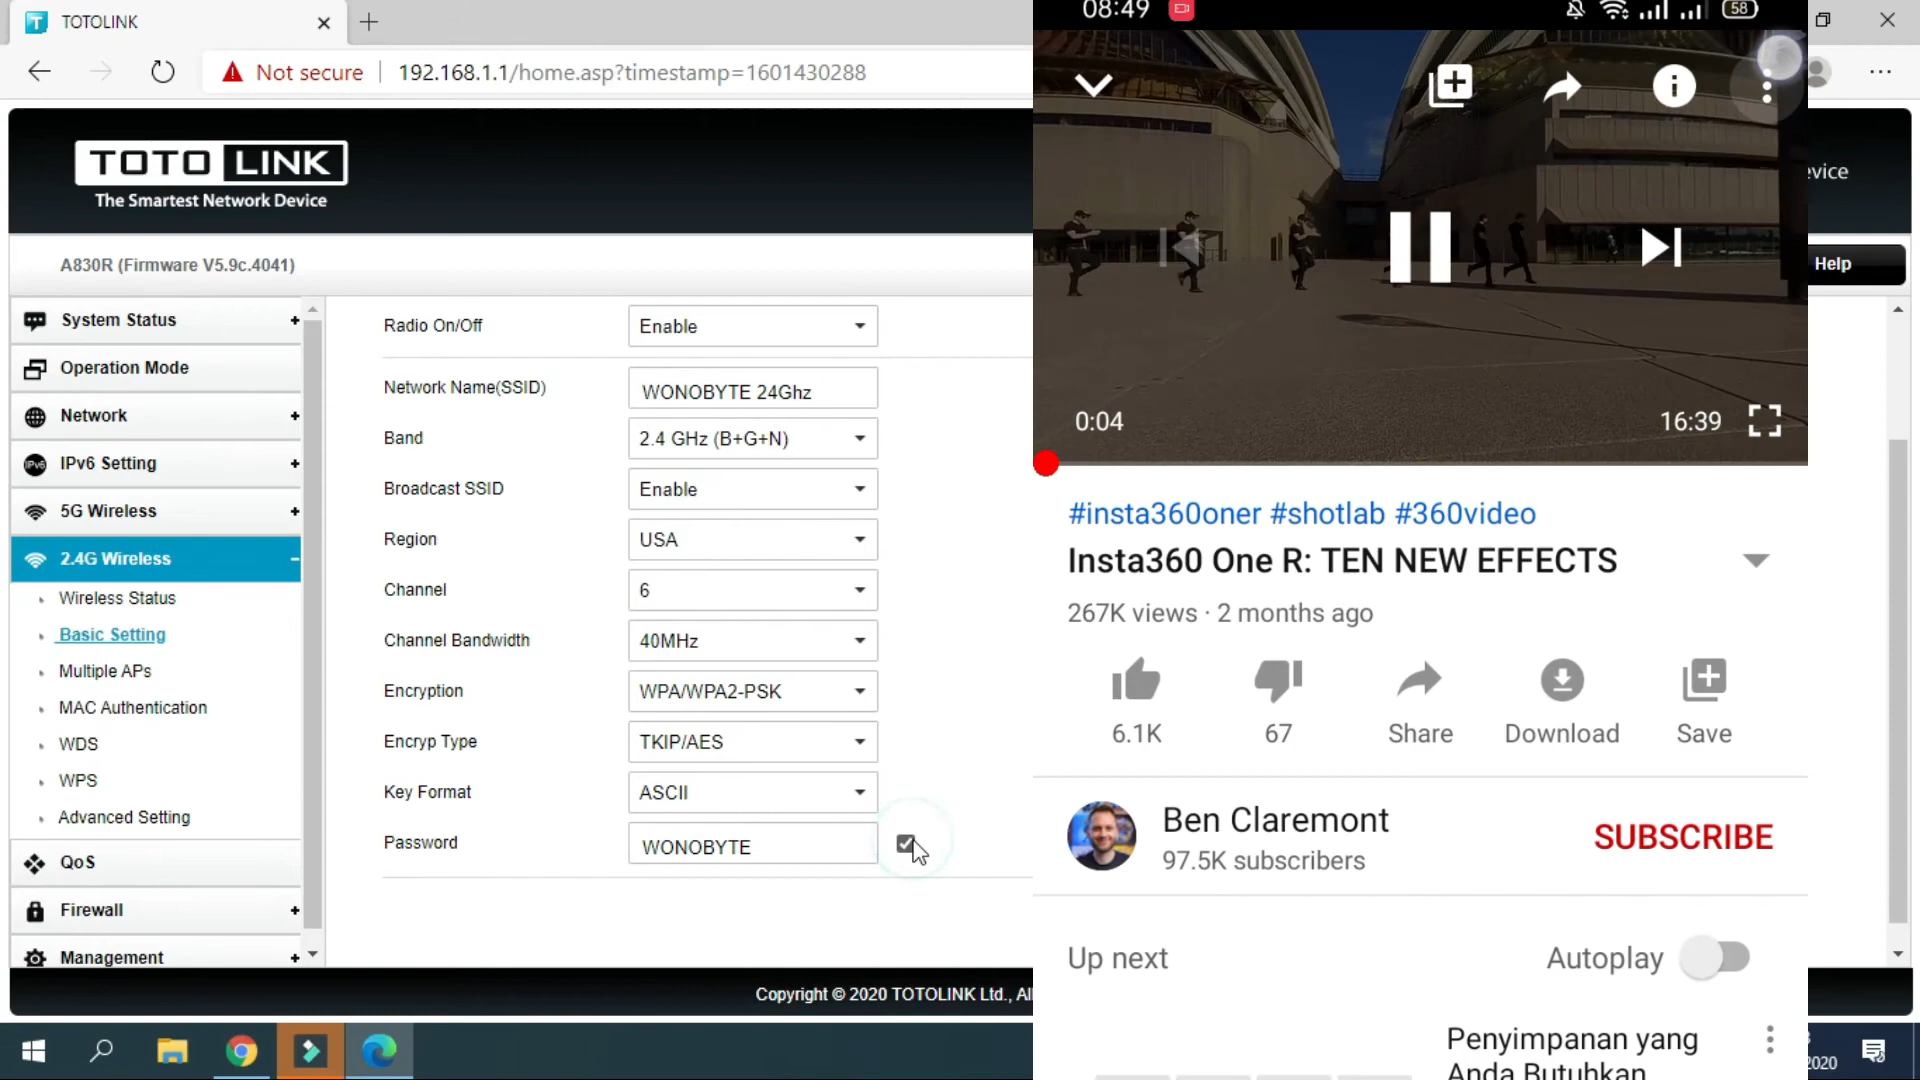 TOTOLINK
Not secure
192.168.1.1/home.asp?timestamp=1601430288
TOTO LINK
The Smartest Network Device
A830R (Firmware V5.9c.4041)
evice
Help
System Status
Operation Mode
Network
IPv6
IPv6 Setting
5G Wireless
2.4G Wireless
Wireless Status
Basic Setting
Multiple APs
MAC Authentication
WDS
WPS
Advanced Setting
QoS
Firewall
Management
Radio On/Off Enable
Network Name(SSID) WONOBYTE 24Ghz
Band 2.4 GHz (B+G+N)
Broadcast SSID Enable
Region USA
Channel 6
Channel Bandwidth 40MHz
Encryption WPA/WPA2-PSK
Encryp Type TKIP/AES
Key Format ASCII
Password WONOBYTE
Copyright © 2020 TOTOLINK Ltd., Al
08:49
58
0:04
16:39
#insta360oner #shotlab #360video
Insta360 One R: TEN NEW EFFECTS
267K views · 2 months ago
6.1K
67
Share
Download
Save
Ben Claremont
97.5K subscribers
SUBSCRIBE
Up next
Autoplay
Penyimpanan yang
Anda Butuhkan
2020